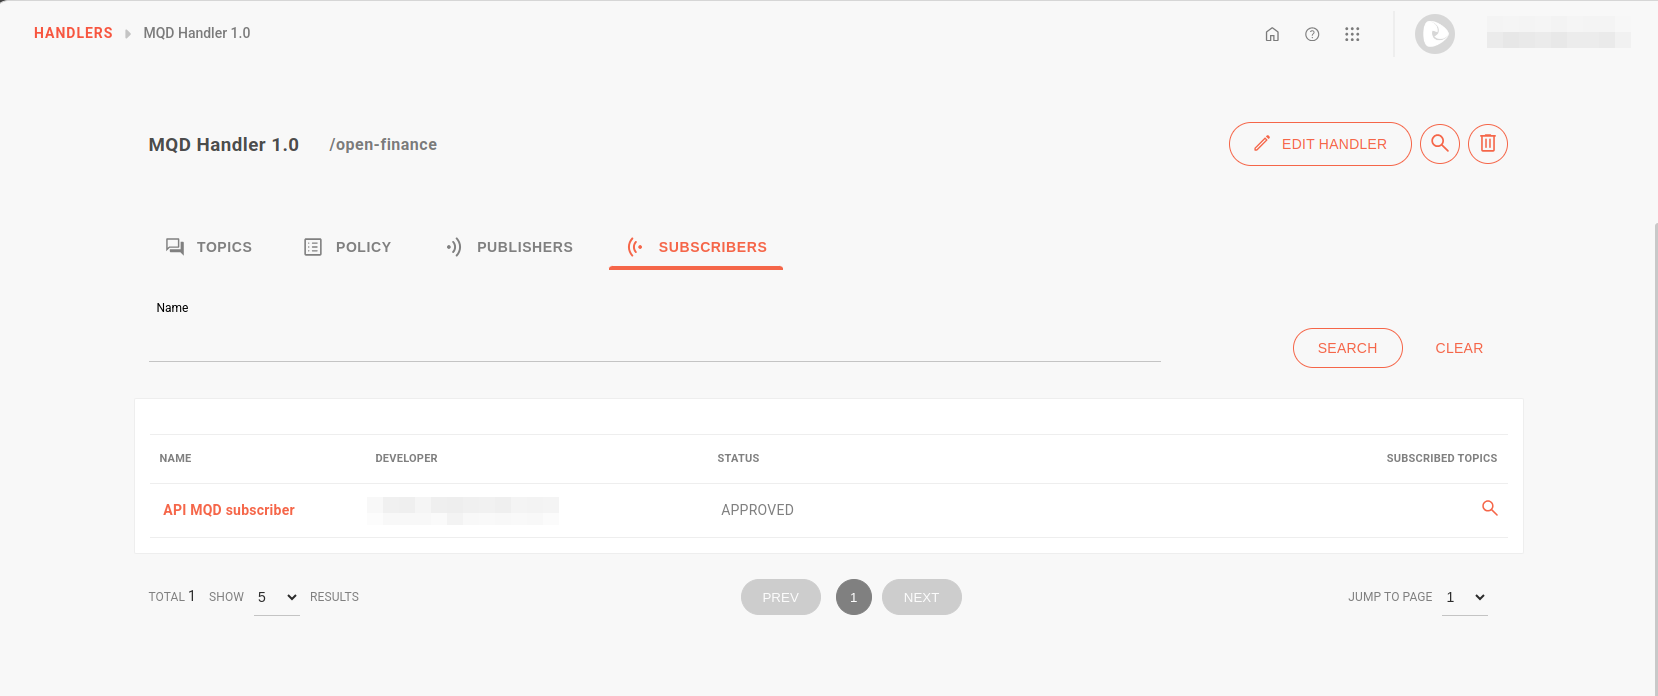 HANDLERS MQD Handler 1.0
MQD Handler 1.0 /open-finance EDIT HANDLER
TOPICS POLICY PUBLISHERS SUBSCRIBERS
Name
SEARCH CLEAR
NAME DEVELOPER STATUS SUBSCRIBED TOPICS
API MQD subscriber APPROVED
TOTAL 1 SHOW 5 RESULTS PREV 1 NEXT JUMP TO PAGE 1